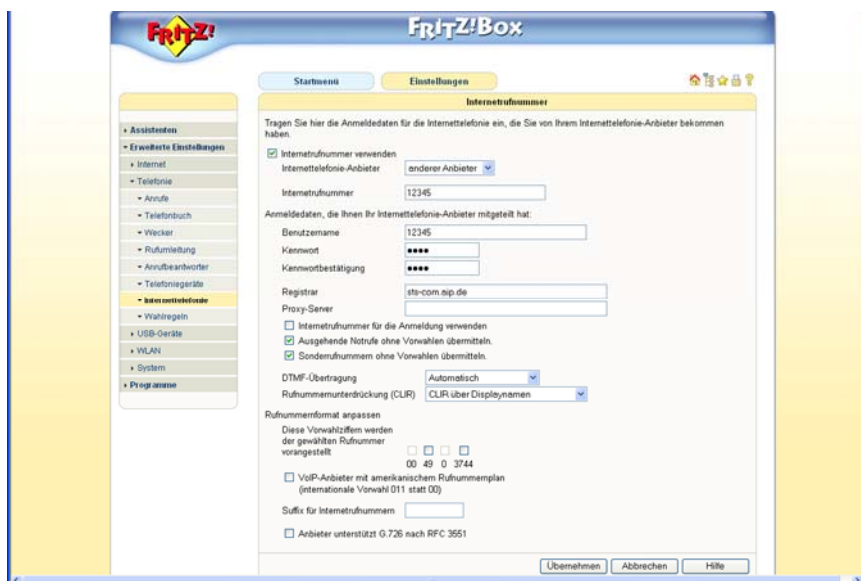 FRITZ!
FRITZ!Box
Startmenü
Einstellungen
Internetrufnummer
Assistenten
Erweiterte Einstellungen
Internet
Telefonie
Anrufe
Telefonbuch
Wecker
Rufumleitung
Anrufbeantworter
Telefoniegeräte
Internettelefonie
Wahlregeln
USB-Geräte
WLAN
System
Programme
Tragen Sie hier die Anmeldedaten für die Internettelefonie ein, die Sie von Ihrem Internettelefonie-Anbieter bekommen
haben.
Internetrufnummer verwenden
Internettelefonie-Anbieter anderer Anbieter
Internetrufnummer 12345
Anmeldedaten, die Ihnen Ihr Internettelefonie-Anbieter mitgeteilt hat:
Benutzername 12345
Kennwort ••••
Kennwortbestätigung ••••
Registrar sts-com.sip.de
Proxy-Server
Internetrufnummer für die Anmeldung verwenden
Ausgehende Notrufe ohne Vorwahlen übermitteln.
Sonderrufnummern ohne Vorwahlen übermitteln.
DTMF-Übertragung Automatisch
Rufnummernunterdrückung (CLIR) CLIR über Displaynamen
Rufnummernformat anpassen
Diese Vorwahlziffern werden
der gewählten Rufnummer
vorangestellt
00 49 0 3744
VoIP-Anbieter mit amerikanischem Rufnummernplan
(internationale Vorwahl 011 statt 00)
Suffix für Internetrufnummern
Anbieter unterstützt G.726 nach RFC 3551
Übernehmen Abbrechen Hilfe